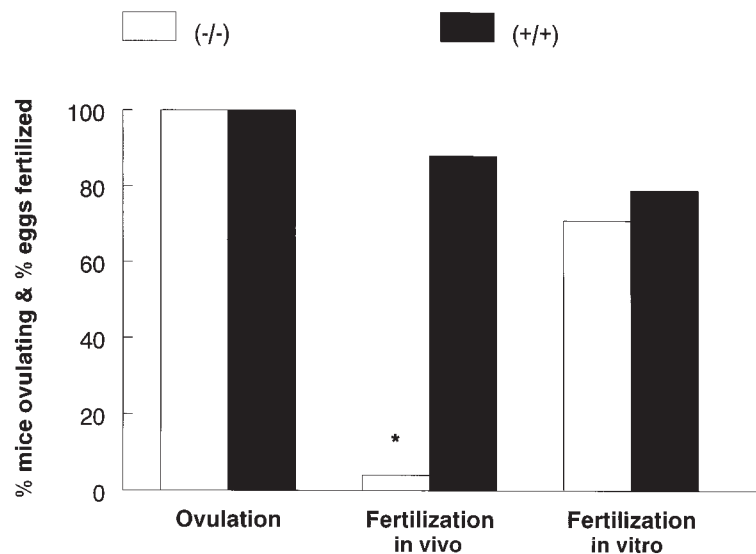 (-/-)
(+/+)
% mice ovulating & % eggs fertilized
100
80
60
40
20
0
*
Ovulation
Fertilization
in vivo
Fertilization
in vitro